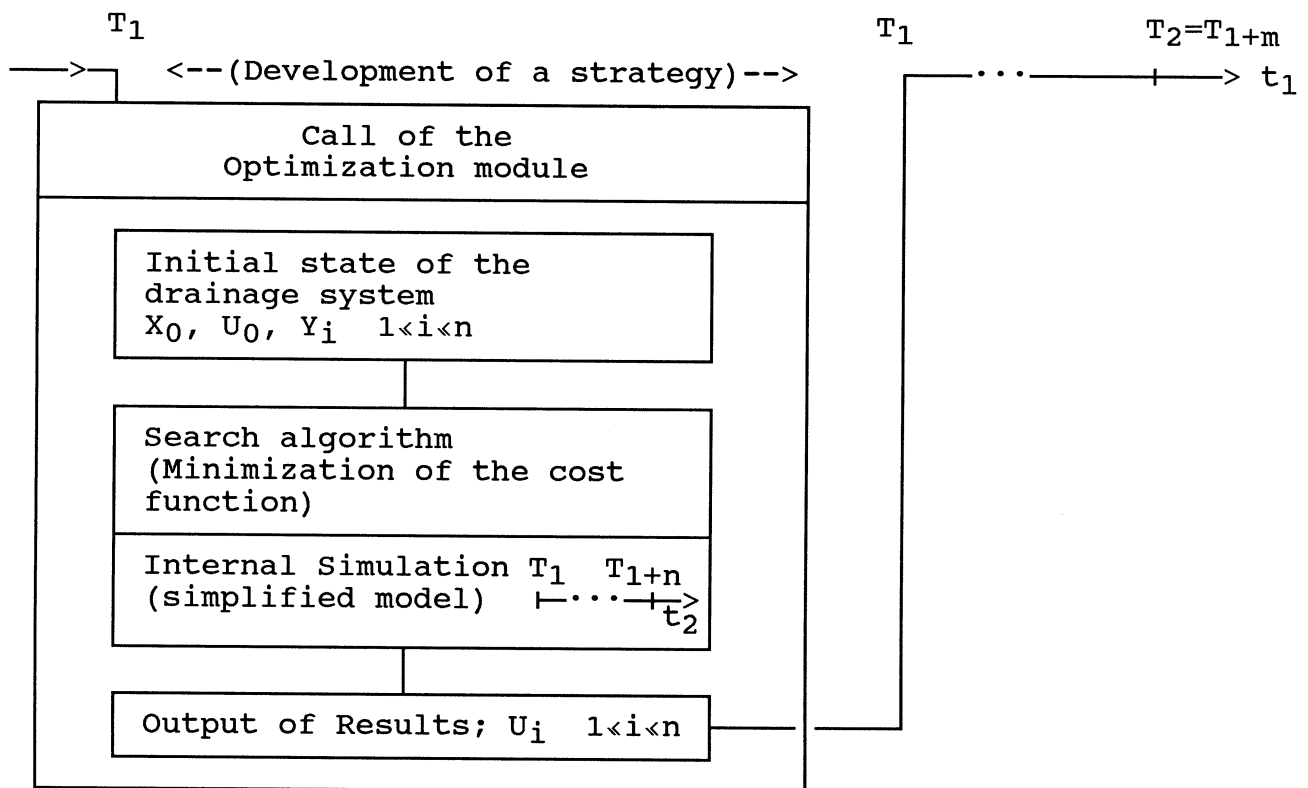 T1 T1 T2=T1+m
<--(Development of a strategy)--> ... t1
Call of the
Optimization module
Initial state of the
drainage system
X0, U0, Yi 1≪i≪n
Search algorithm
(Minimization of the cost
function)
Internal Simulation T1 T1+n
(simplified model) ...
t2
Output of Results; Ui 1≪i≪n